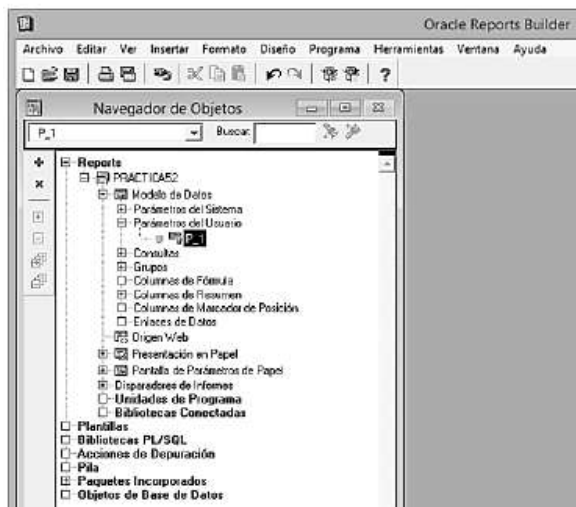 Oracle Reports Builder
Archivo Editar Ver Insertar Formato Diseño Programa Herramientas Ventana Ayuda
Navegador de Objetos
P_1 Buscar:
Reports
PRACTICA52
Modelo de Datos
Parámetros del Sistema
Parámetros del Usuario
P_1
Consultas
Grupos
Columnas de Fórmula
Columnas de Resumen
Columnas de Marcador de Posición
Enlaces de Datos
Origen Web
Presentación en Papel
Pantalla de Parámetros de Papel
Disparadores de Informes
Unidades de Programa
Bibliotecas Conectadas
Plantillas
Bibliotecas PL/SQL
Acciones de Depuración
Pila
Paquetes Incorporados
Objetos de Base de Datos